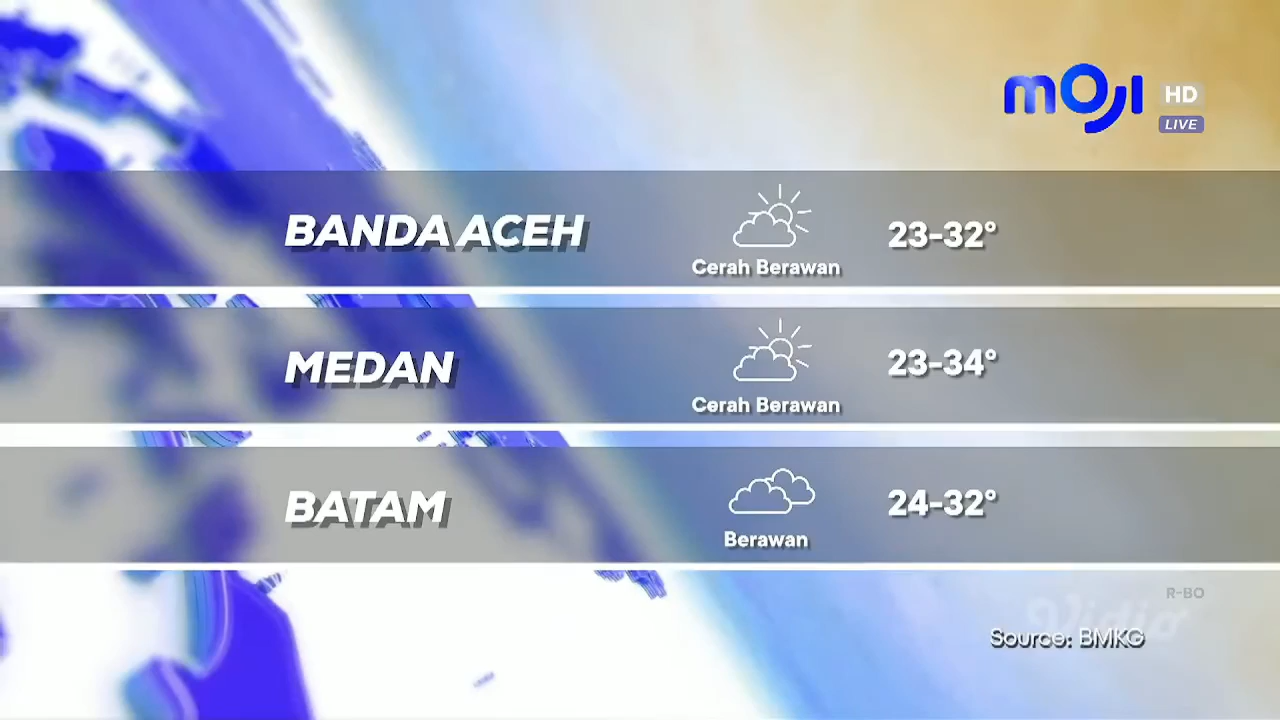 moji HD
LIVE
BANDA ACEH
Cerah Berawan
23-32°
MEDAN
Cerah Berawan
23-34°
BATAM
Berawan
24-32°
R-BO
Vidio
Source: BMKG